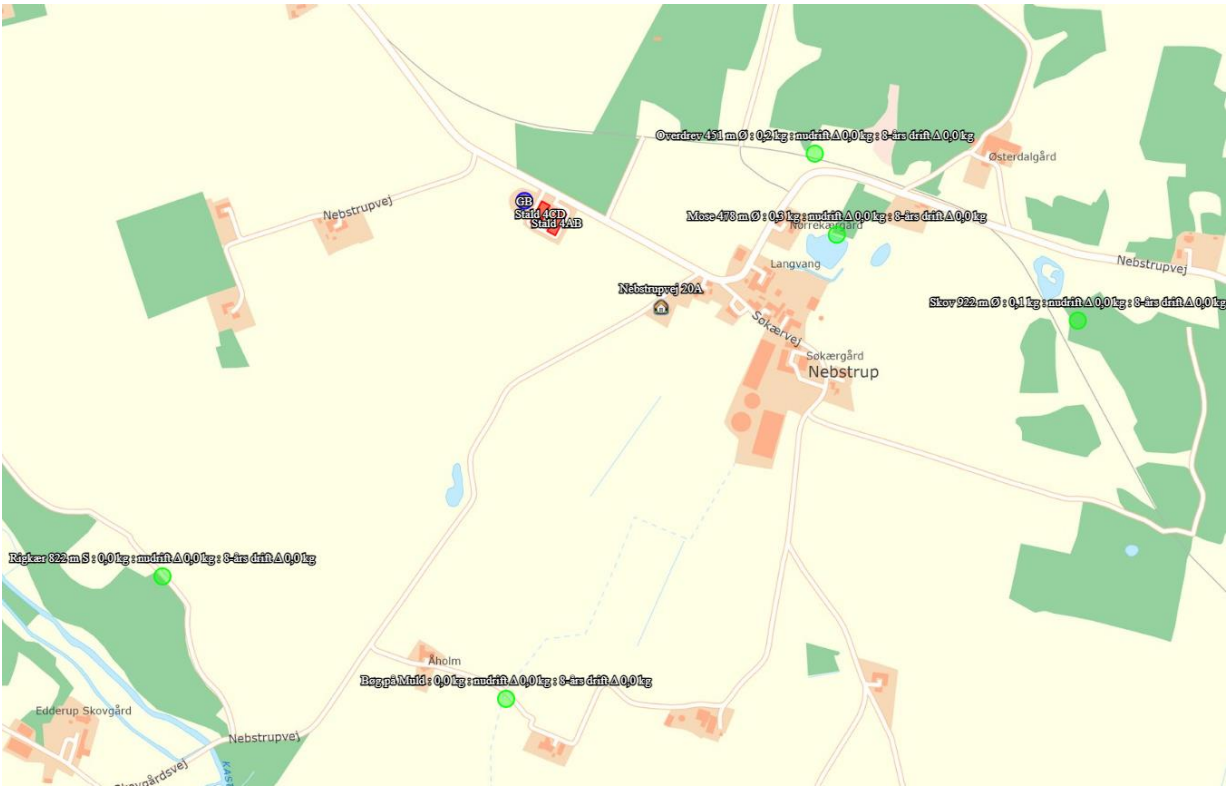 Overdrev 451 m Ø : 0,2 kg : nudrift Δ 0,0 kg : 8-års drift Δ 0,0 kg
Østerdalgård
Nebstrupvej
GB
Stald 4CD
Stald 4AB
Mose 478 m Ø : 0,3 kg : nudrift Δ 0,0 kg : 8-års drift Δ 0,0 kg
Nørrekærgård
Langvang
Nebstrupvej
Nebstrupvej 20A
Skov 922 m Ø : 0,1 kg : nudrift Δ 0,0 kg : 8-års drift Δ 0,0 kg
Søkærvej
Søkærgård
Nebstrup
Rigkær 822 m S : 0,0 kg : nudrift Δ 0,0 kg : 8-års drift Δ 0,0 kg
Åholm
Bøg på Muld : 0,0 kg : nudrift Δ 0,0 kg : 8-års drift Δ 0,0 kg
Edderup Skovgård
Nebstrupvej
Skovgårdsvej
KAST